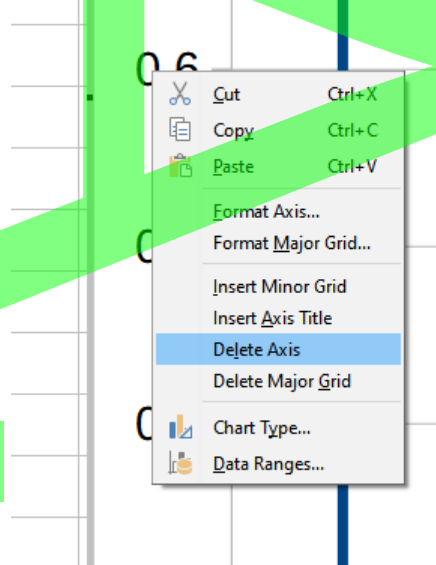 0.6
Cut Ctrl+X
Copy Ctrl+C
Paste Ctrl+V
Format Axis...
Format Major Grid...
Insert Minor Grid
Insert Axis Title
Delete Axis
Delete Major Grid
Chart Type...
Data Ranges...